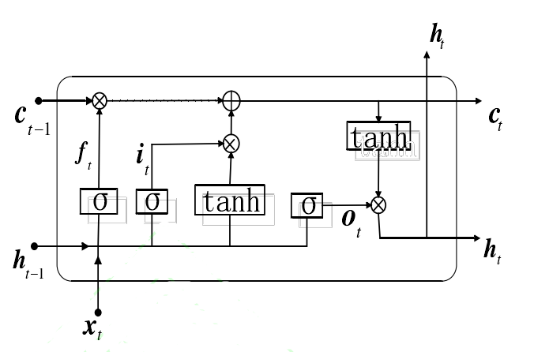 h_t
c_{t-1}
c_t
f_t
i_t
tanh
σ
σ
tanh
σ
o_t
h_{t-1}
h_t
x_t